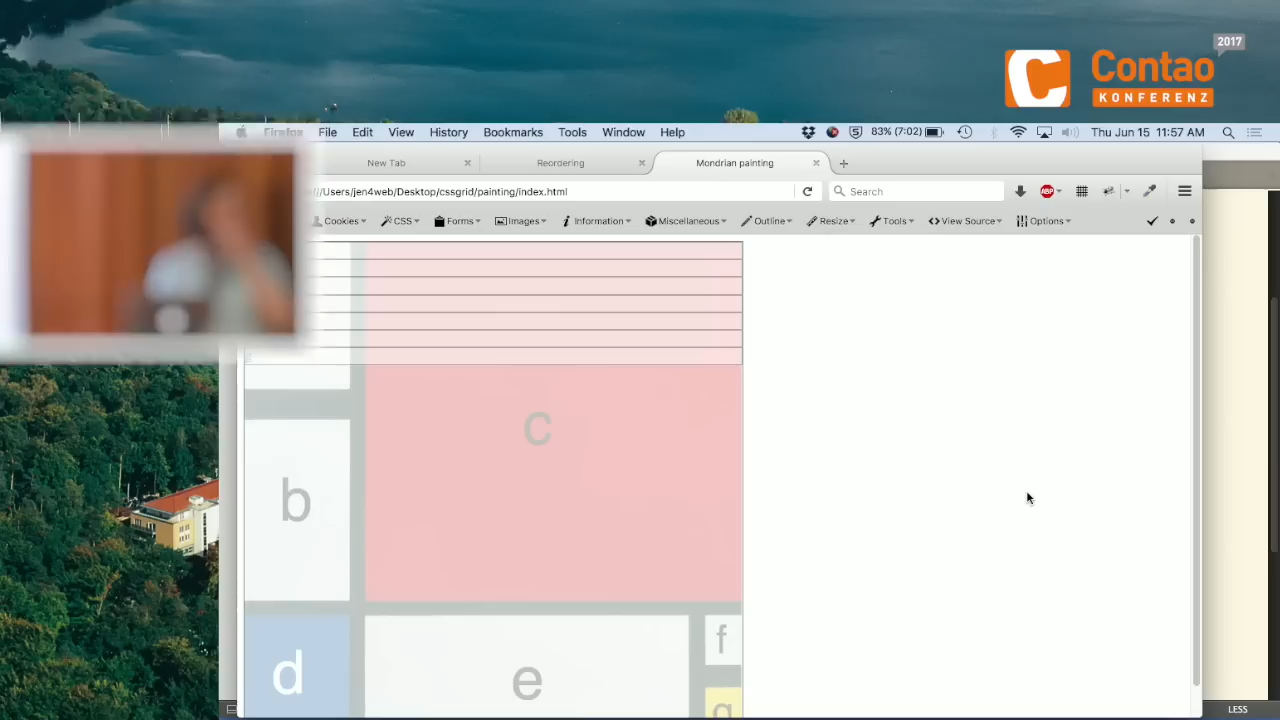 2017
Contao
KONFERENZ
Firefox File Edit View History Bookmarks Tools Window Help
5 83% (7:02) Thu Jun 15 11:57 AM
New Tab
Reordering
Mondrian painting
/Users/jen4web/Desktop/cssgrid/painting/index.html
Search
ABP
Cookies CSS Forms Images Information Miscellaneous Outline Resize Tools View Source Options
c
b
d
e
f
g
LESS